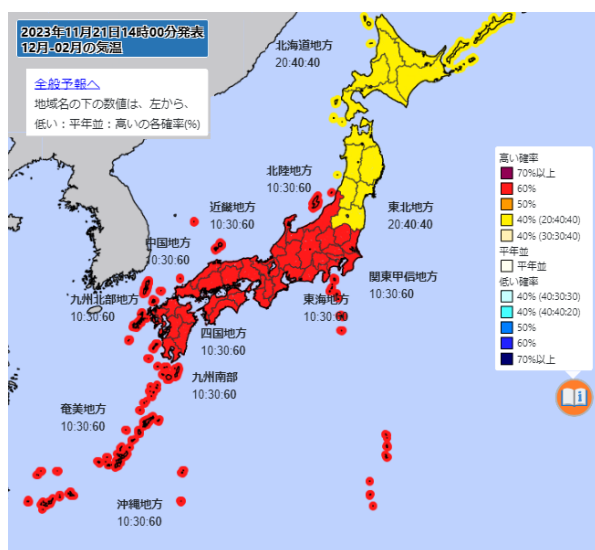 2023年11月21日14時00分発表
12月-02月の気温
全般予報へ
地域名の下の数値は、左から、
低い：平年並：高いの各確率(%)
北海道地方
20:40:40
北陸地方
10:30:60
近畿地方
10:30:60
東北地方
20:40:40
中国地方
10:30:60
関東甲信地方
10:30:60
九州北部地方
10:30:60
東海地方
10:30:60
四国地方
10:30:60
九州南部
10:30:60
奄美地方
10:30:60
沖縄地方
10:30:60
高い確率
70%以上
60%
50%
40% (20:40:40)
40% (30:30:40)
平年並
平年並
低い確率
40% (40:30:30)
40% (40:40:20)
50%
60%
70%以上